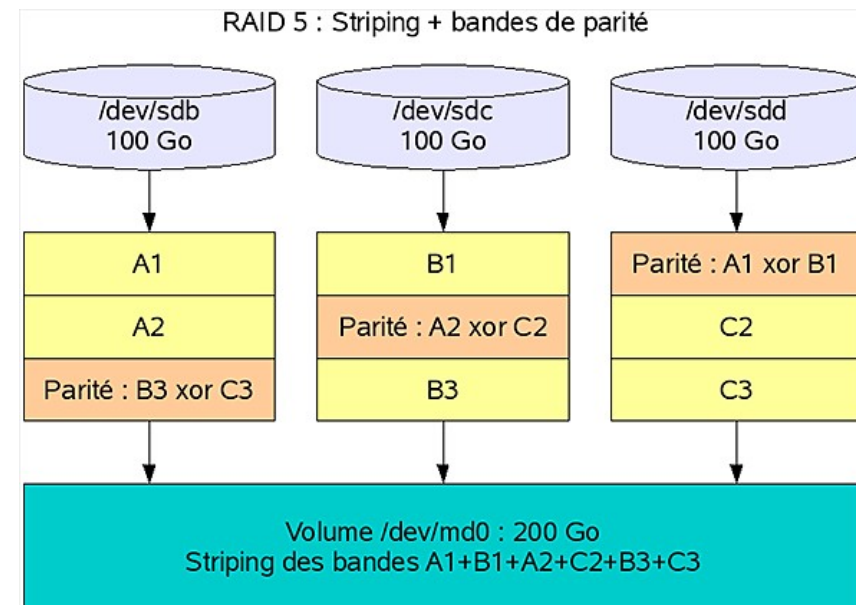 RAID 5 : Striping + bandes de parité
/dev/sdb
100 Go
/dev/sdc
100 Go
/dev/sdd
100 Go
A1
B1
Parité : A1 xor B1
A2
Parité : A2 xor C2
C2
Parité : B3 xor C3
B3
C3
Volume /dev/md0 : 200 Go
Striping des bandes A1+B1+A2+C2+B3+C3